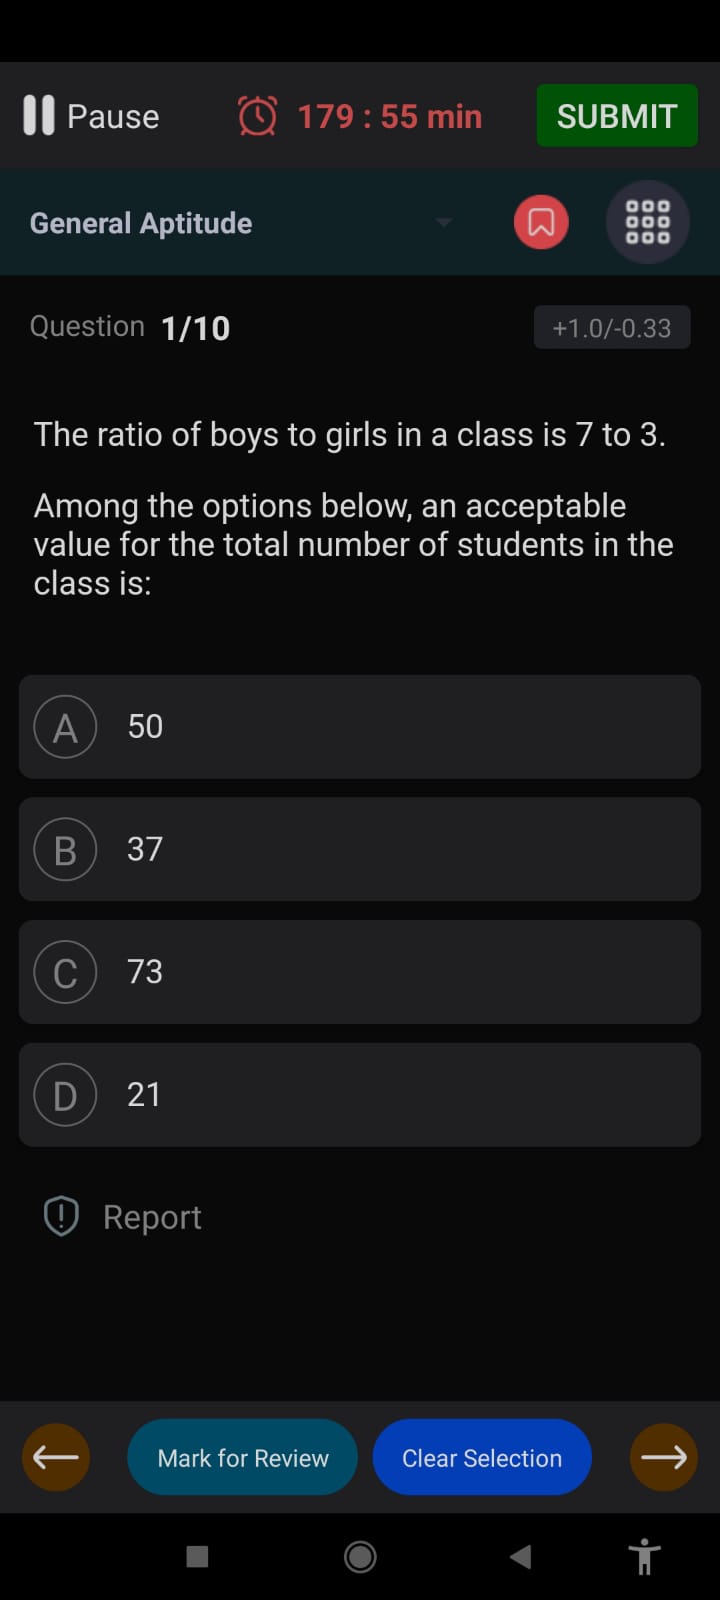 Pause 179 : 55 min SUBMIT
General Aptitude
Question 1/10 +1.0/-0.33
The ratio of boys to girls in a class is 7 to 3.
Among the options below, an acceptable
value for the total number of students in the
class is:
A 50
B 37
C 73
D 21
Report
Mark for Review Clear Selection